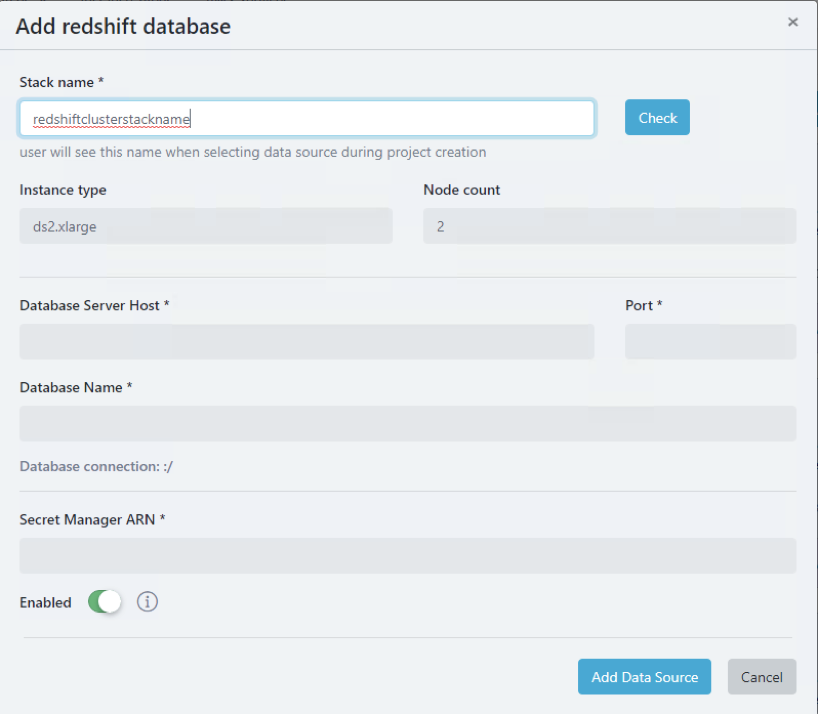 Add redshift database
×
Stack name *
redshiftclusterstackname
Check
user will see this name when selecting data source during project creation
Instance type
Node count
ds2.xlarge
2
Database Server Host *
Port *
Database Name *
Database connection: :/
Secret Manager ARN *
Enabled
Add Data Source
Cancel